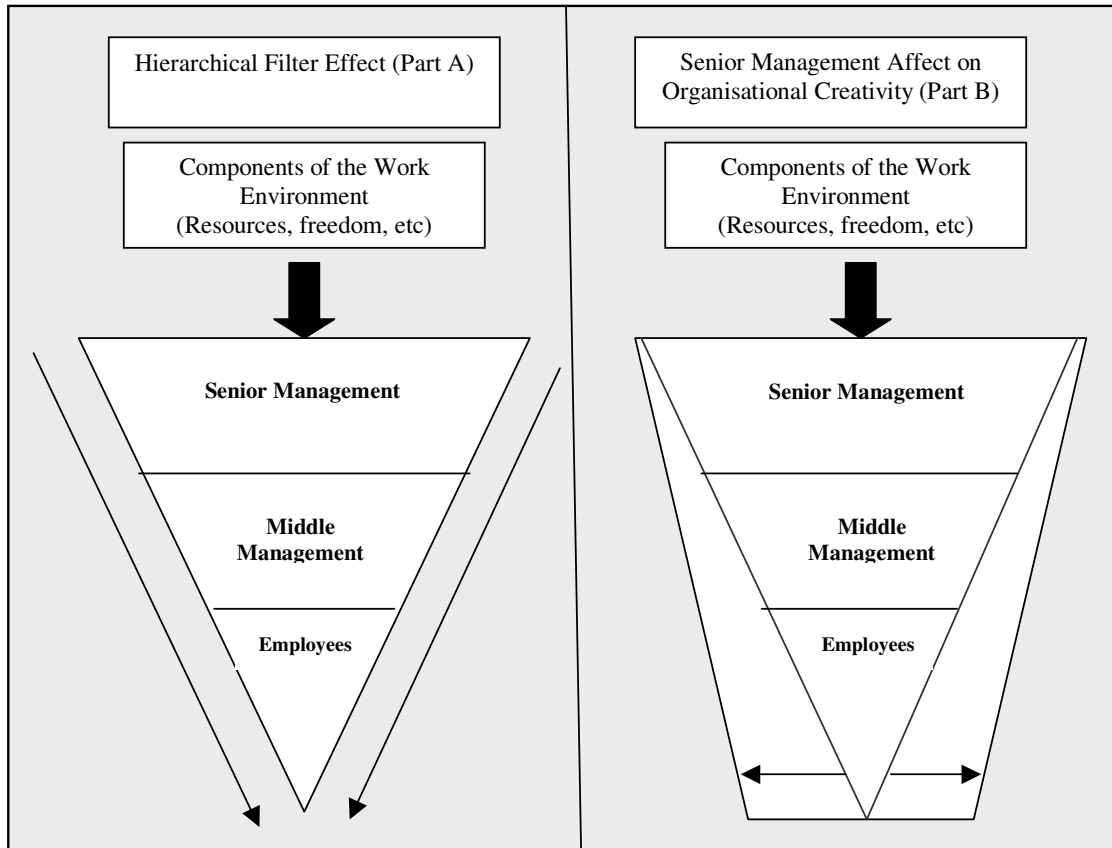 Hierarchical Filter Effect (Part A)
Components of the Work
Environment
(Resources, freedom, etc)
Senior Management
Middle
Management
Employees
Senior Management Affect on
Organisational Creativity (Part B)
Components of the Work
Environment
(Resources, freedom, etc)
Senior Management
Middle
Management
Employees